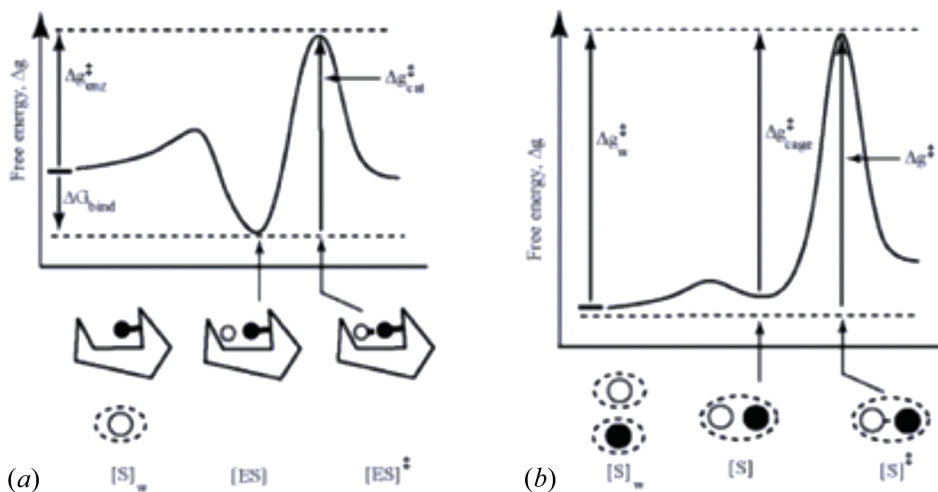 Free energy, Δg
Δg‡enz
Δg‡cat
ΔGbind
[S]w
[ES]
[ES]‡
(a)
Free energy, Δg
Δg‡w
Δg‡cage
Δg‡
[S]w
[S]
[S]‡
(b)